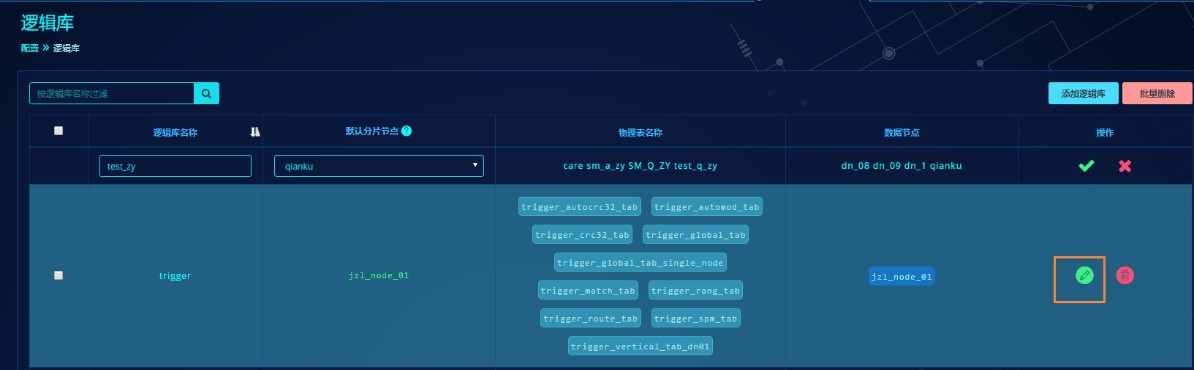 逻辑库
配置 » 逻辑库
按逻辑库名称过滤 添加逻辑库 批量删除
逻辑库名称 默认分片节点 ? 物理表名称 数据节点 操作
test_zy qianku care sm_a_zy SM_Q_ZY test_q_zy dn_08 dn_09 dn_1 qianku
trigger_autocrc32_tab trigger_automod_tab
trigger_crc32_tab trigger_global_tab
trigger_global_tab_single_node
trigger jzl_node_01 jzl_node_01
trigger_match_tab trigger_rang_tab
trigger_route_tab trigger_spm_tab
trigger_vertical_tab_dn01